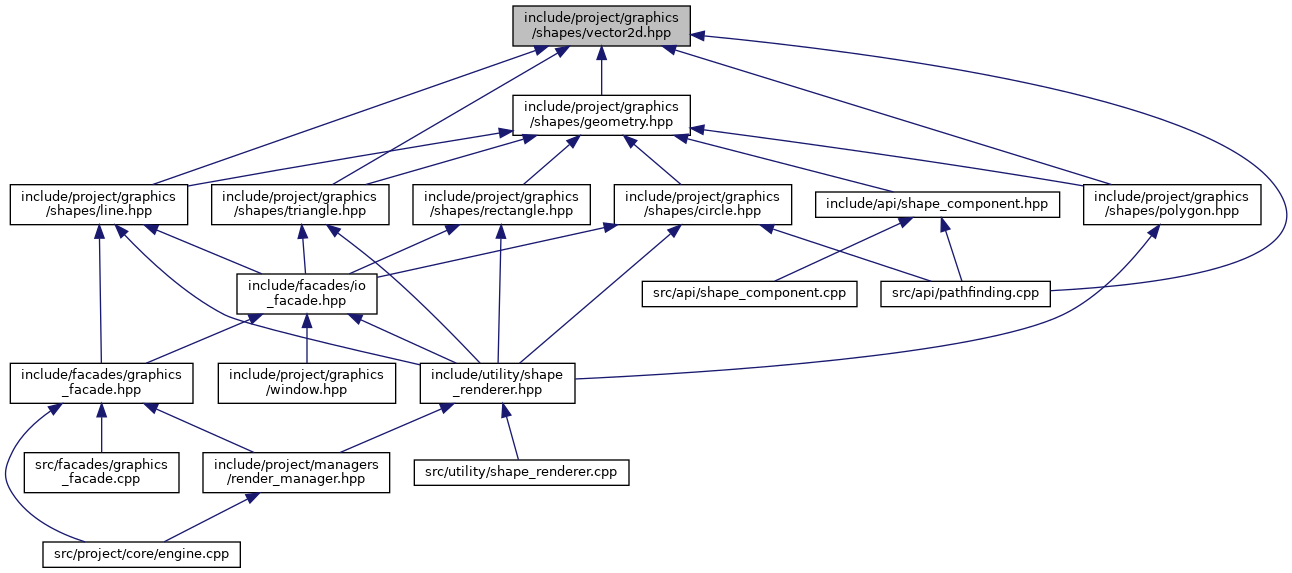 include/project/graphics
/shapes/vector2d.hpp
include/project/graphics
/shapes/geometry.hpp
include/project/graphics
/shapes/line.hpp
include/project/graphics
/shapes/triangle.hpp
include/project/graphics
/shapes/rectangle.hpp
include/project/graphics
/shapes/circle.hpp
include/api/shape_component.hpp
include/project/graphics
/shapes/polygon.hpp
include/facades/io
_facade.hpp
src/api/shape_component.cpp
src/api/pathfinding.cpp
include/facades/graphics
_facade.hpp
include/project/graphics
/window.hpp
include/utility/shape
_renderer.hpp
src/facades/graphics
_facade.cpp
include/project/managers
/render_manager.hpp
src/utility/shape_renderer.cpp
src/project/core/engine.cpp